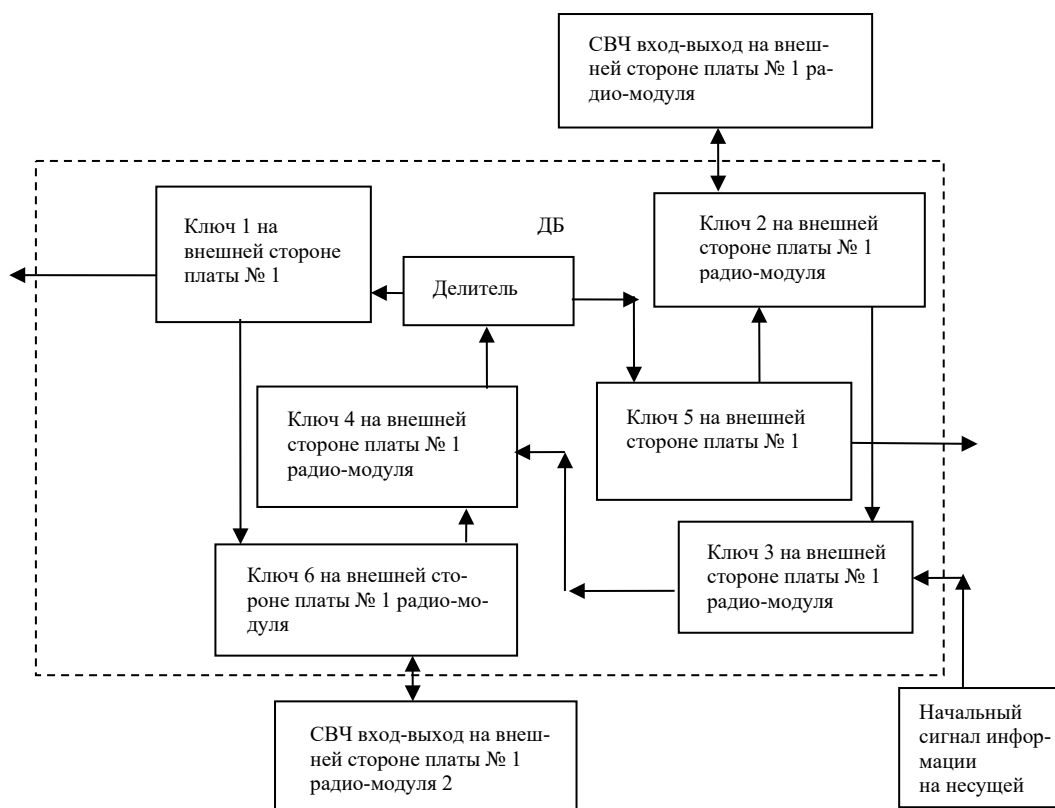 СВЧ вход-выход на внеш-
ней стороне платы № 1 ра-
дио-модуля
Ключ 1 на
внешней стороне
платы № 1
ДБ
Ключ 2 на внешней
стороне платы № 1
радио-модуля
Делитель
Ключ 4 на внешней
стороне платы № 1
радио-модуля
Ключ 5 на внешней
стороне платы № 1
Ключ 6 на внешней сто-
роне платы № 1 радио-мо-
дуля
Ключ 3 на внешней
стороне платы № 1
радио-модуля
СВЧ вход-выход на внеш-
ней стороне платы № 1
радио-модуля 2
Начальный
сигнал инфор-
мации
на несущей